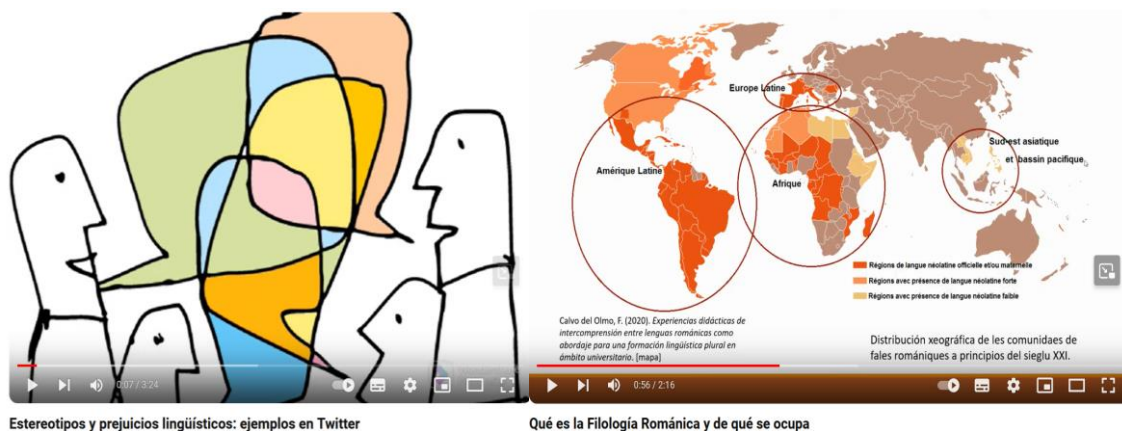 0:07 / 3:24
Estereotipos y prejuicios lingüísticos: ejemplos en Twitter
Europe Latine
Sud-est asiatique
et bassin pacifique
Amérique Latine
Afrique
Régions de langue néolatine officielle et/ou maternelle
Régions avec présence de langue néolatine forte
Régions avec présence de langue néolatine faible
Calvo del Olmo, F. (2020). Experiencias didácticas de
intercomprensión entre lenguas románicas como
abordaje para una formación lingüística plural en
ámbito universitario. [mapa]
Distribución xeográfica de les comunidaes de
fales romániques a principios del sieglu XXI.
0:56 / 2:16
Qué es la Filología Románica y de qué se ocupa